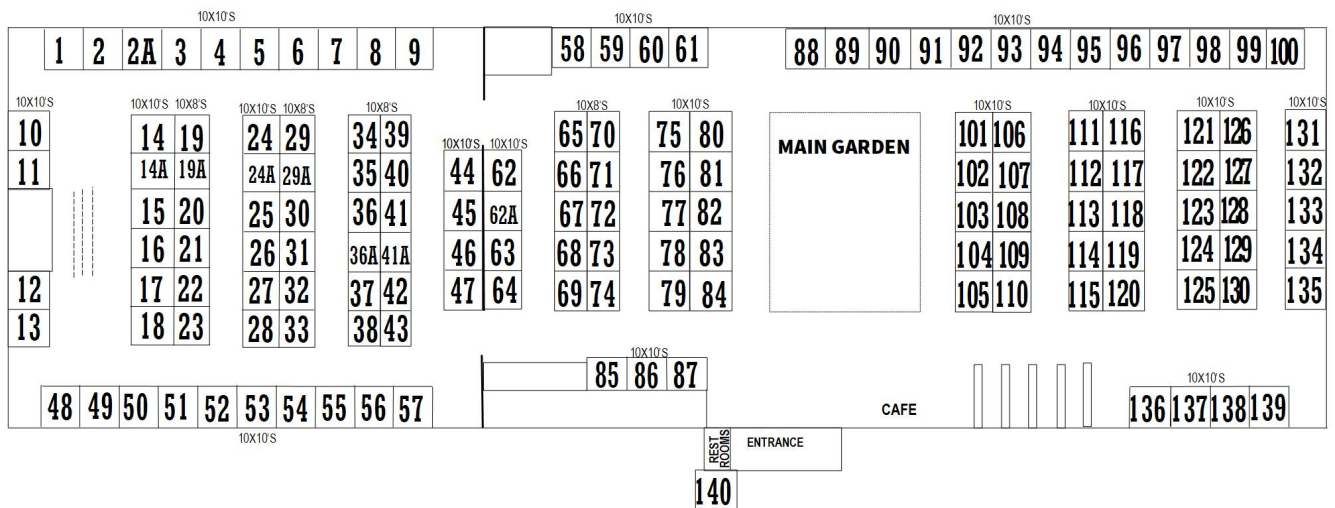 10X10'S 10X10'S 10X10'S
1 2 2A 3 4 5 6 7 8 9 58 59 60 61 88 89 90 91 92 93 94 95 96 97 98 99 100
10X10'S 10X10'S 10X8'S 10X10'S 10X8'S 10X8'S 10X8'S 10X10'S 10X10'S 10X10'S 10X10'S 10X10'S
10 14 19 24 29 34 39 65 70 75 80 101 106 111 116 121 126 131
MAIN GARDEN
10X10'S 10X10'S
11 14A 19A 24A 29A 35 40 44 62 66 71 76 81 102 107 112 117 122 127 132
15 20 25 30 36 41 45 62A 67 72 77 82 103 108 113 118 123 128 133
16 21 26 31 36A 41A 46 63 68 73 78 83 104 109 114 119 124 129 134
12 17 22 27 32 37 42 47 64 69 74 79 84 105 110 115 120 125 130 135
13 18 23 28 33 38 43
10X10'S
85 86 87
10X10'S
48 49 50 51 52 53 54 55 56 57 CAFE 136 137 138 139
10X10'S
REST
ROOMS
ENTRANCE
140